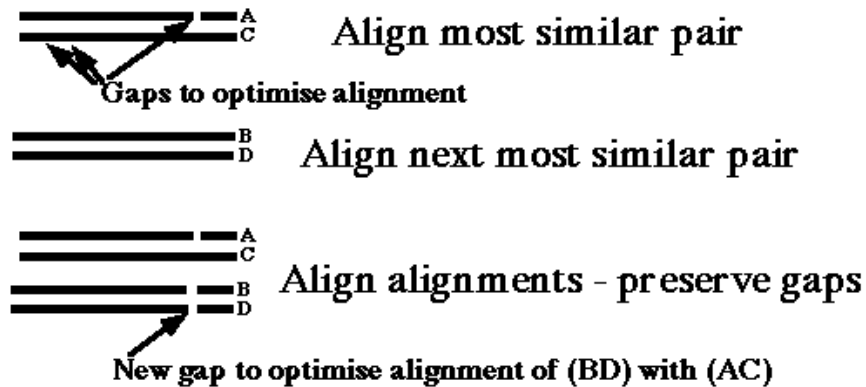 A
C
Align most similar pair
Gaps to optimise alignment
B
D
Align next most similar pair
A
C
B
D
Align alignments - preserve gaps
New gap to optimise alignment of (BD) with (AC)